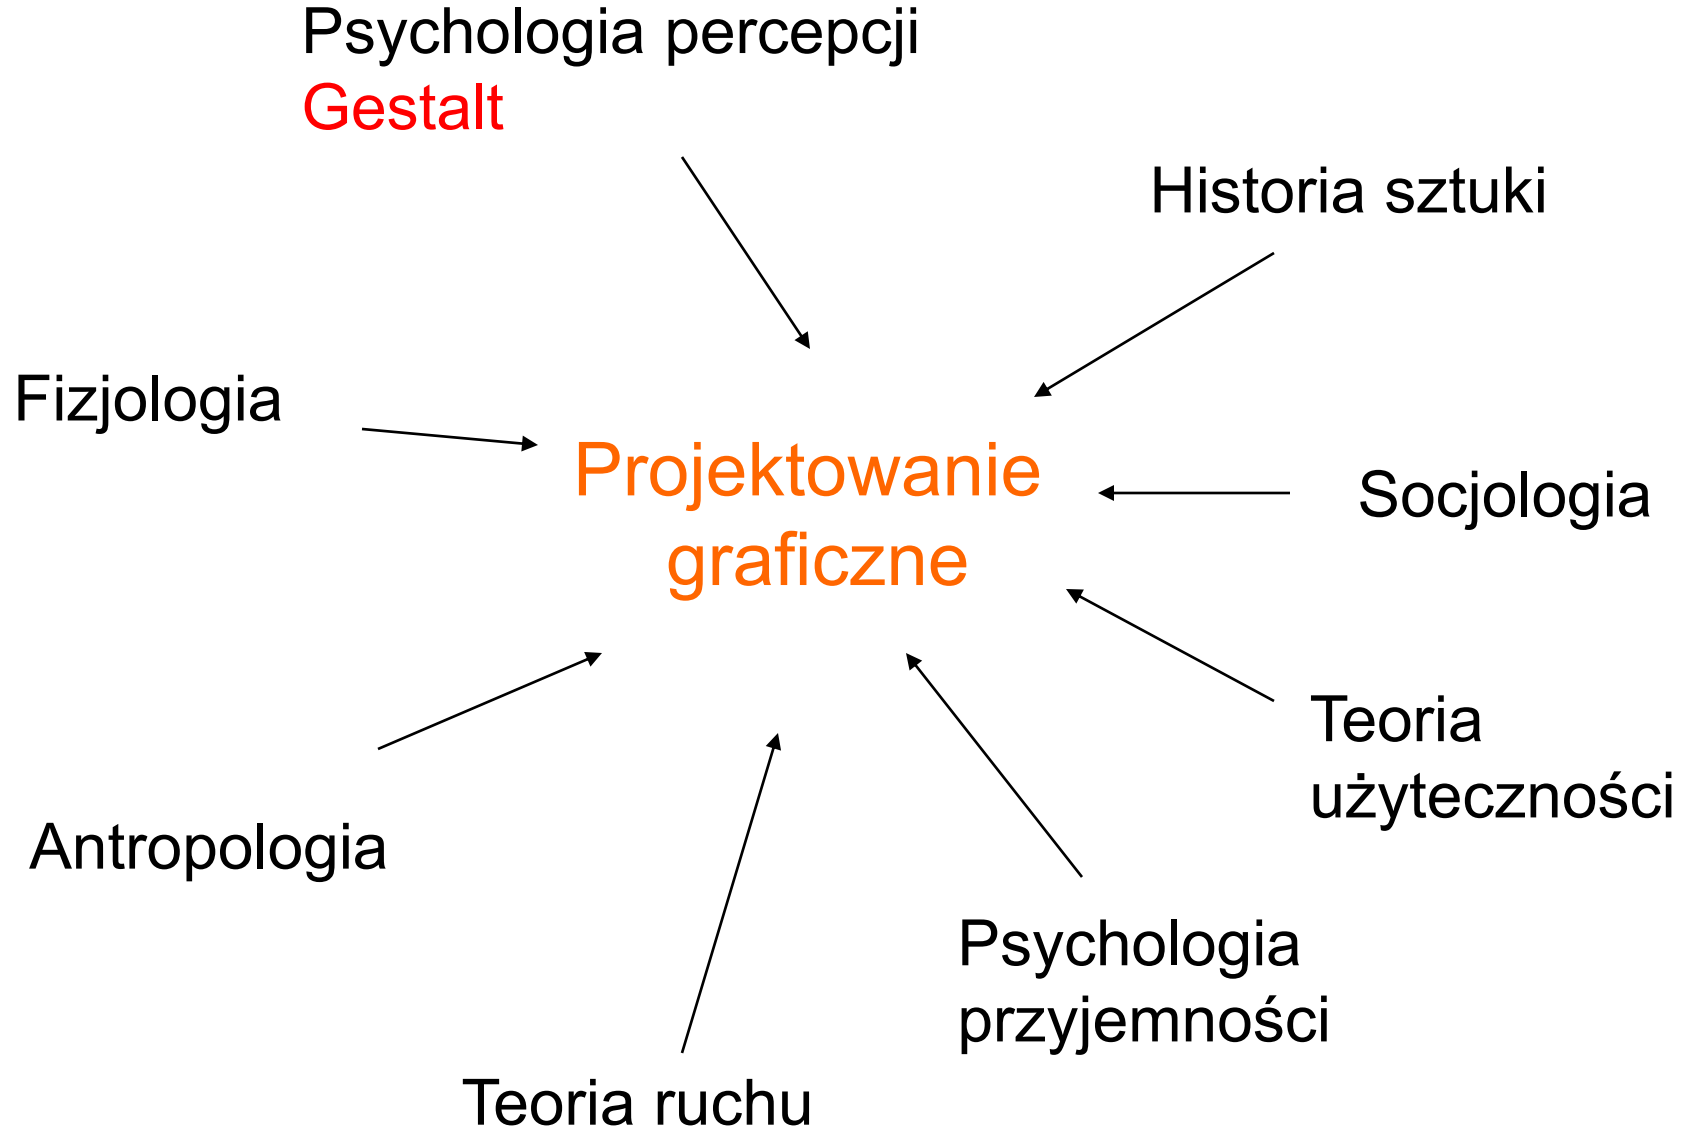 Psychologia percepcji
Gestalt
Historia sztuki
Fizjologia
Projektowanie
graficzne
Socjologia
Teoria
użyteczności
Antropologia
Psychologia
przyjemności
Teoria ruchu